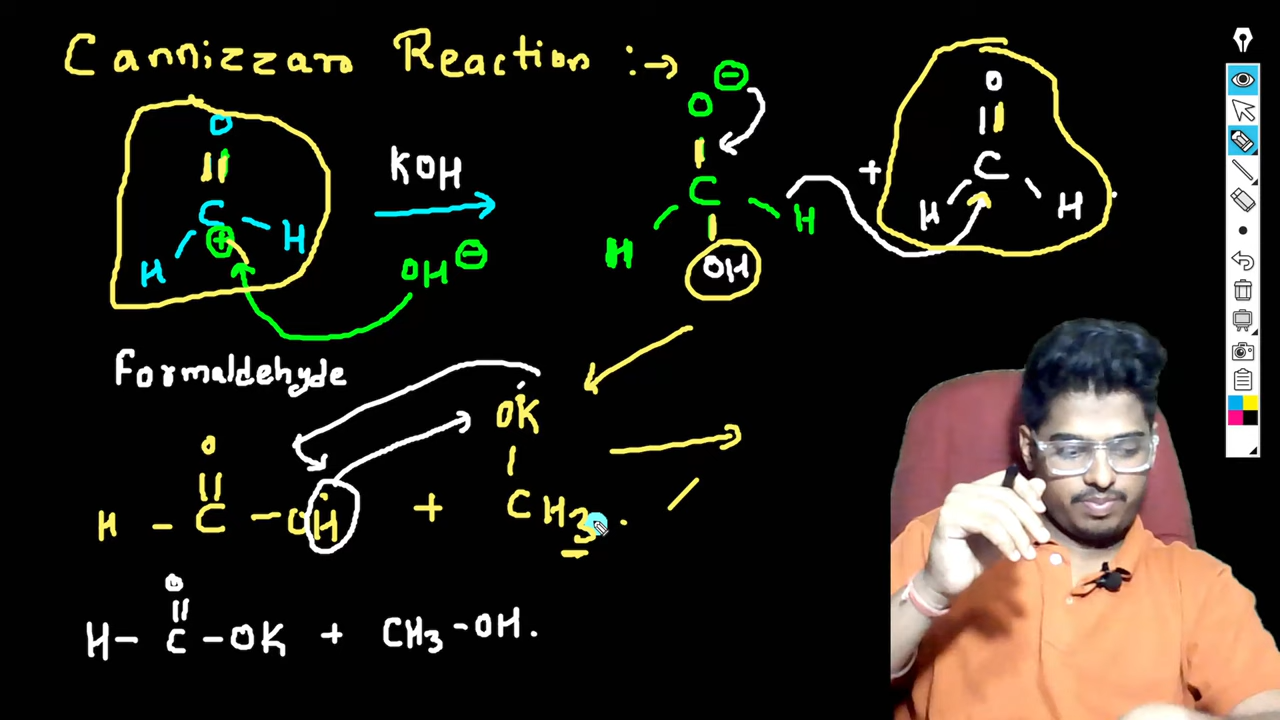 Cannizzaro Reaction :→
O ⊖
O
O
O
||
||
KOH
+
C
C
C
H
H
H
H
⊕
H
H
OH ⊖
OH
Formaldehyde
OK
O
||
|
H - C - OH + CH3.
O
||
H - C - OK + CH3 - OH.